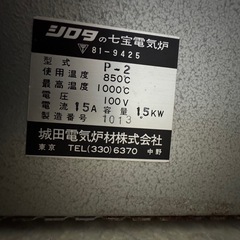 シロタの七宝電気炉
〒81-9425
型式 P-2
使用温度 850℃
最高温度 1000℃
電圧 100V
電流 15A 容量 1.5KW
製造番号 1013
城田電気炉材株式会社
東京 TEL(330)6370 中野